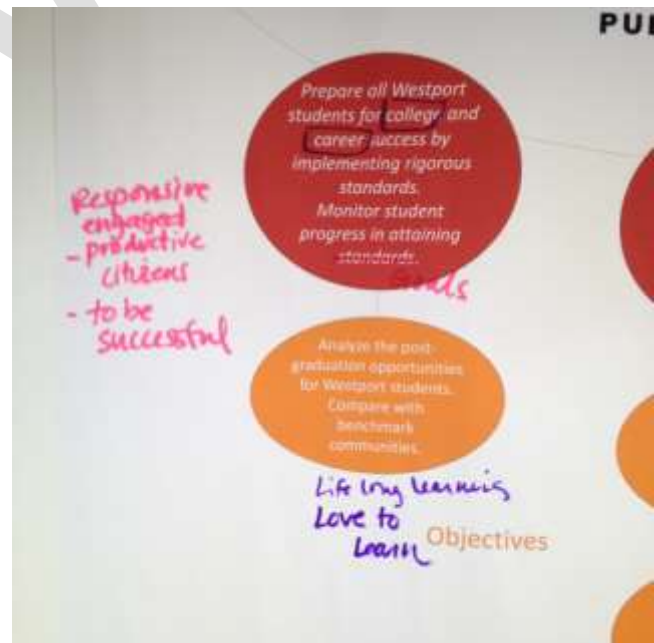 PU
Prepare all Westport
students for college and
career success by
implementing rigorous
standards.
Monitor student
progress in attaining
standards.
Goals
Responsive
engaged
- productive
citizens
- to be
successful
Analyze the post-
graduation opportunities
for Westport students.
Compare with
benchmark
communities.
Life long learning
Love to
Learn
Objectives